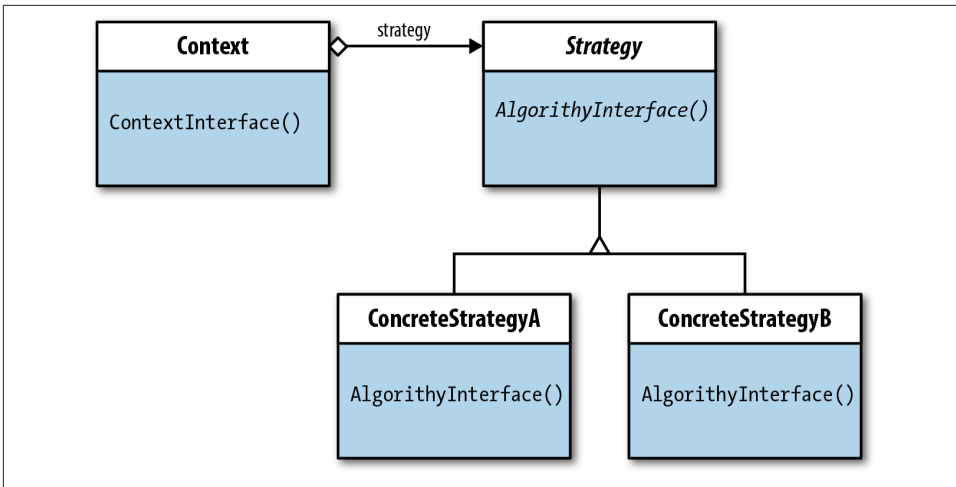 Context
strategy
Strategy
ContextInterface()
AlgorithyInterface()
ConcreteStrategyA
ConcreteStrategyB
AlgorithyInterface()
AlgorithyInterface()